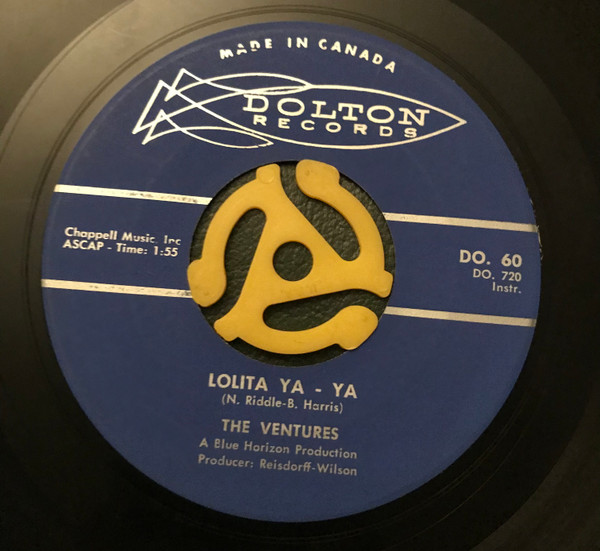 MADE IN CANADA
DOLTON
RECORDS
Chappell Music, Inc
ASCAP - Time: 1:55
DO. 60
DO. 720
Instr.
LOLITA YA - YA
(N. Riddle-B. Harris)
THE VENTURES
A Blue Horizon Production
Producer: Reisdorff-Wilson